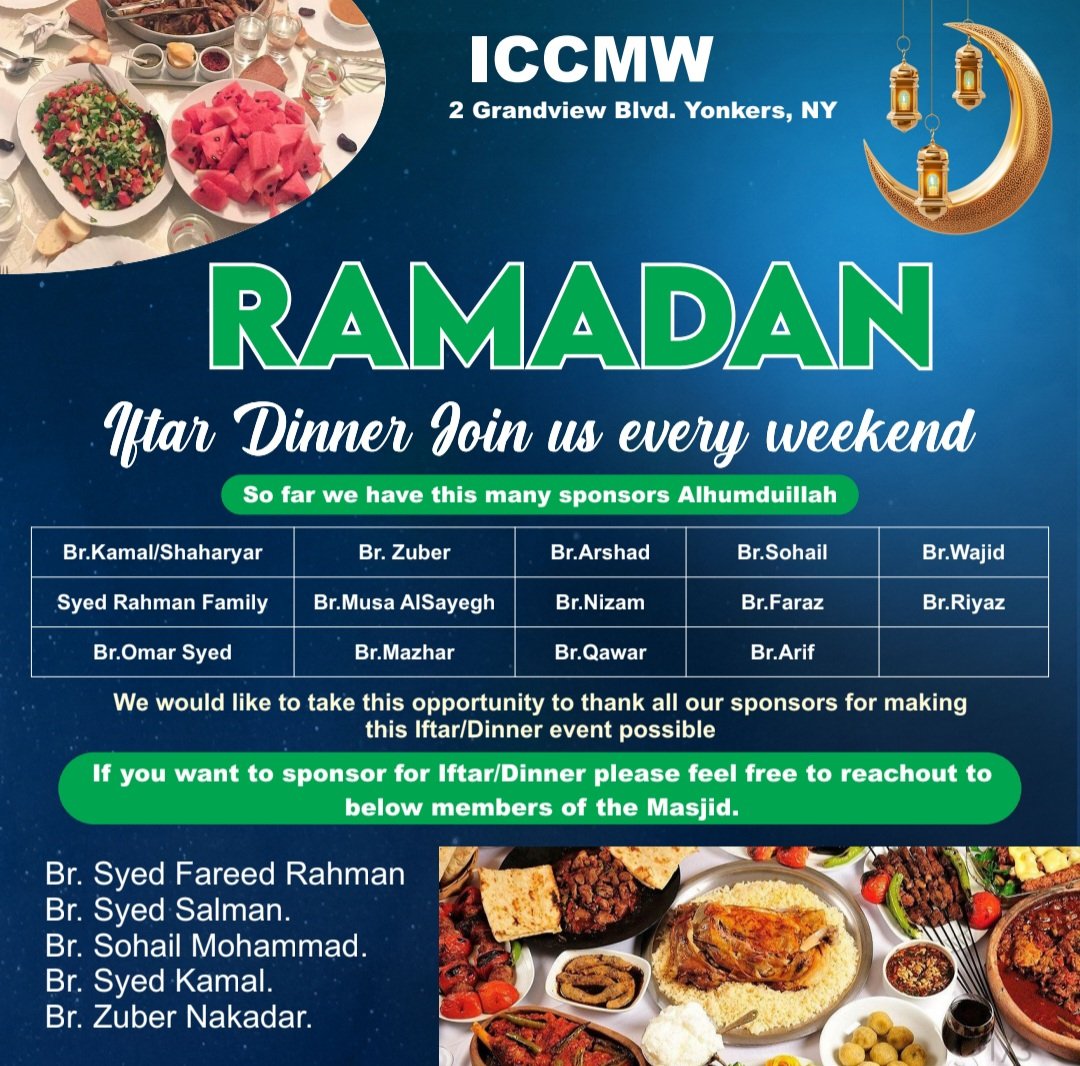 ICCMW
2 Grandview Blvd. Yonkers, NY
RAMADAN
Iftar Dinner Join us every weekend
So far we have this many sponsors Alhumduillah
Br.Kamal/Shaharyar Br. Zuber Br.Arshad Br.Sohail Br.Wajid
Syed Rahman Family Br.Musa AlSayegh Br.Nizam Br.Faraz Br.Riyaz
Br.Omar Syed Br.Mazhar Br.Qawar Br.Arif
We would like to take this opportunity to thank all our sponsors for making
this Iftar/Dinner event possible
If you want to sponsor for Iftar/Dinner please feel free to reachout to
below members of the Masjid.
Br. Syed Fareed Rahman
Br. Syed Salman.
Br. Sohail Mohammad.
Br. Syed Kamal.
Br. Zuber Nakadar.